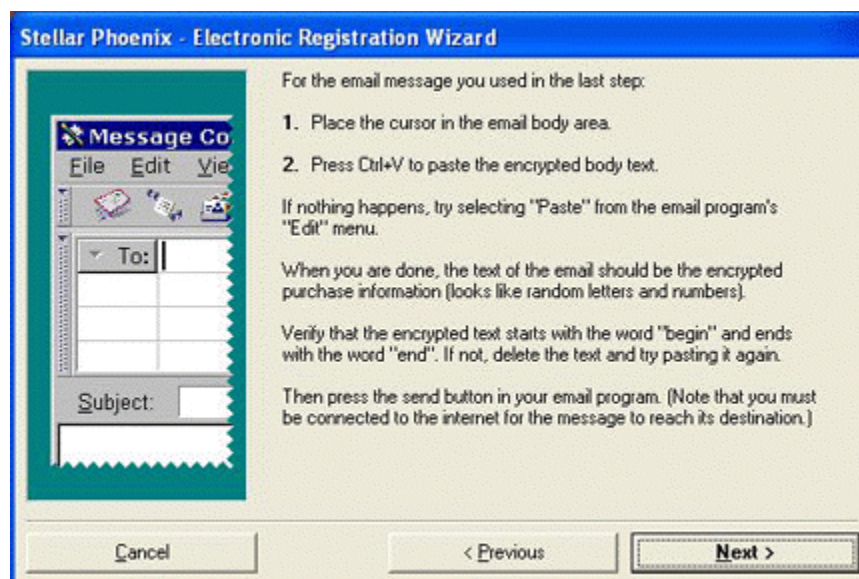 Stellar Phoenix - Electronic Registration Wizard
Message Co
File Edit Vie
To:
Subject:
For the email message you used in the last step:
1. Place the cursor in the email body area.
2. Press Ctrl+V to paste the encrypted body text.
If nothing happens, try selecting "Paste" from the email program's
"Edit" menu.
When you are done, the text of the email should be the encrypted
purchase information (looks like random letters and numbers).
Verify that the encrypted text starts with the word "begin" and ends
with the word "end". If not, delete the text and try pasting it again.
Then press the send button in your email program. (Note that you must
be connected to the internet for the message to reach its destination.)
Cancel < Previous Next >